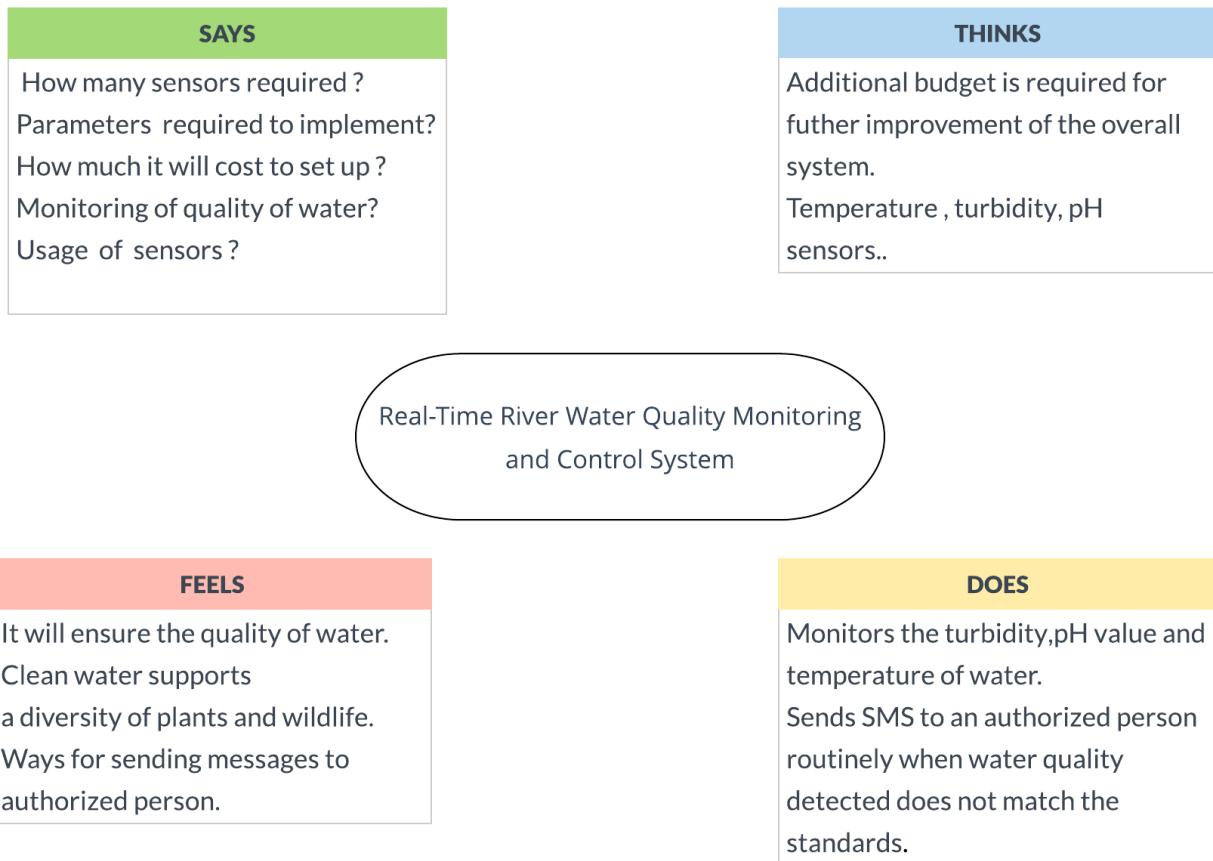 SAYS
How many sensors required ?
Parameters required to implement?
How much it will cost to set up ?
Monitoring of quality of water?
Usage of sensors ?
THINKS
Additional budget is required for
futher improvement of the overall
system.
Temperature , turbidity, pH
sensors..
Real-Time River Water Quality Monitoring
and Control System
FEELS
It will ensure the quality of water.
Clean water supports
a diversity of plants and wildlife.
Ways for sending messages to
authorized person.
DOES
Monitors the turbidity,pH value and
temperature of water.
Sends SMS to an authorized person
routinely when water quality
detected does not match the
standards.